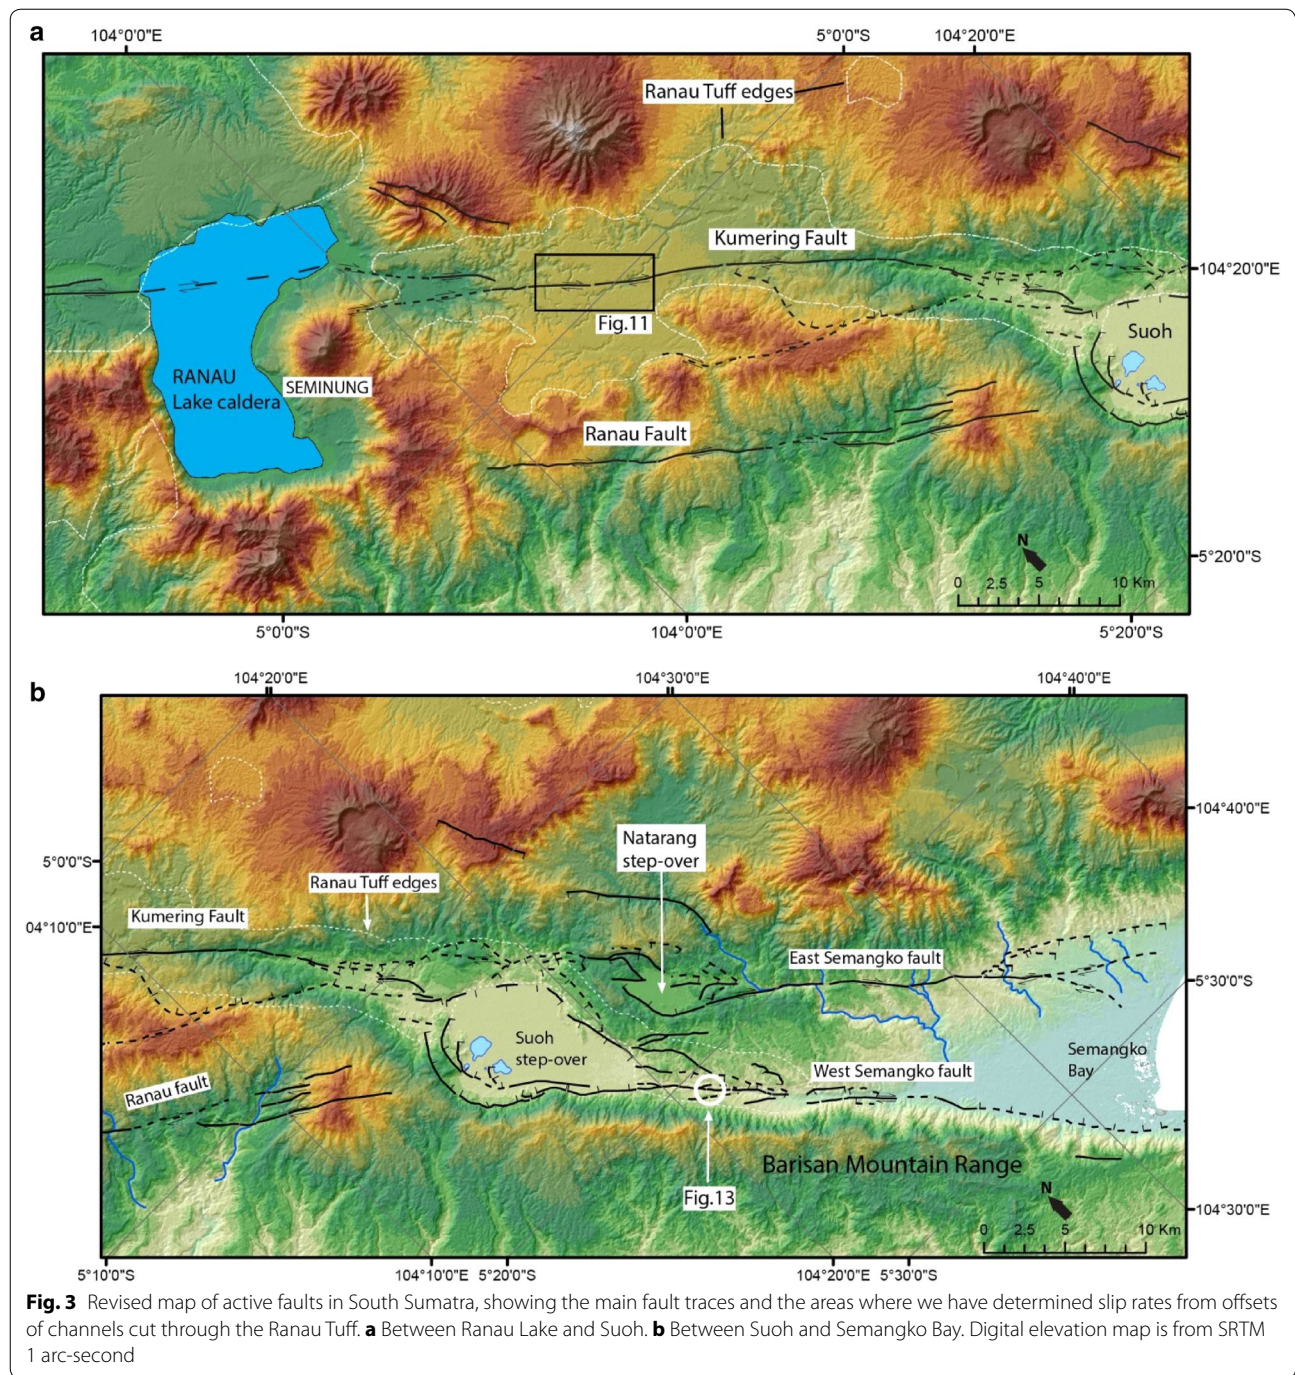 a
104°0'0"E
5°0'0"S
104°20'0"E
Ranau Tuff edges
Kumering Fault
104°20'0"E
Fig.11
Suoh
RANAU
Lake caldera
SEMINUNG
Ranau Fault
N
5°20'0"S
0 2.5 5 10 Km
5°0'0"S
104°0'0"E
5°20'0"S
b
104°20'0"E
104°30'0"E
104°40'0"E
104°40'0"E
Natarang
step-over
5°0'0"S
Ranau Tuff edges
Kumering Fault
04°10'0"E
East Semangko fault
5°30'0"S
Suoh
step-over
Semangko
Bay
Ranau fault
West Semangko fault
Barisan Mountain Range
Fig.13
N
104°30'0"E
0 2,5 5 10 Km
5°10'0"S
104°10'0"E
5°20'0"S
104°20'0"E
5°30'0"S
Fig. 3 Revised map of active faults in South Sumatra, showing the main fault traces and the areas where we have determined slip rates from offsets
of channels cut through the Ranau Tuff. a Between Ranau Lake and Suoh. b Between Suoh and Semangko Bay. Digital elevation map is from SRTM
1 arc-second